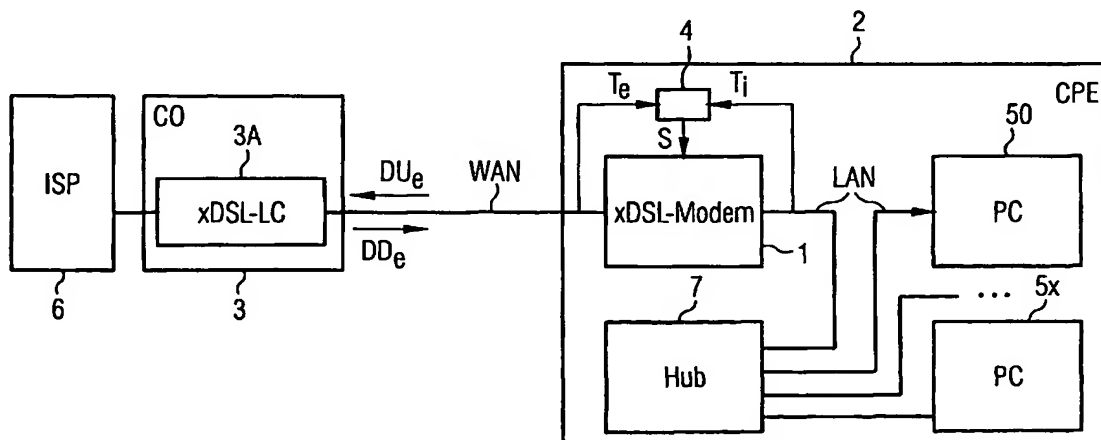 2
4
Te
Ti
CPE
S
CO
3A
50
ISP
xDSL-LC
DUe
WAN
xDSL-Modem
LAN
PC
DDe
1
6
3
7
...
5x
Hub
PC